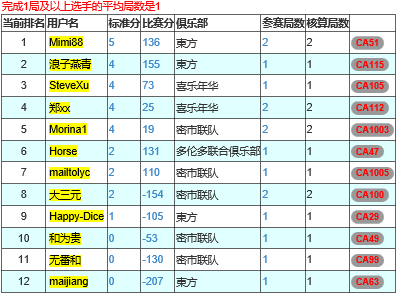 完成1局及以上选手的平均局数是1
当前排名 用户名 标准分 比赛分 俱乐部 参赛局数 核算局数
1 Mimi88 5 136 東方 2 2 CA51
2 浪子燕青 4 155 東方 1 1 CA115
3 SteveXu 4 73 喜乐年华 1 1 CA105
4 郑xx 4 25 喜乐年华 2 2 CA112
5 Morina1 4 19 密市联队 2 2 CA1003
6 Horse 2 131 多伦多联合俱乐部 1 1 CA47
7 mailtolyc 2 110 密市联队 1 1 CA1005
8 大三元 2 -154 密市联队 2 2 CA100
9 Happy-Dice 1 -105 東方 1 1 CA29
10 和为贵 0 -53 密市联队 1 1 CA49
11 无番和 0 -130 密市联队 1 1 CA99
12 maijiang 0 -207 東方 1 1 CA63